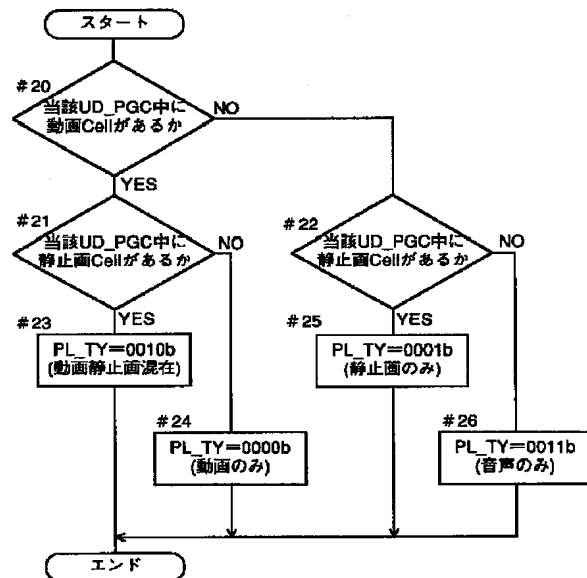 スタート
#20
当該UD_PGC中に
動画Cellがあるか
NO
YES
#21
当該UD_PGC中に
静止画Cellがあるか
NO
YES
#22
当該UD_PGC中に
静止画Cellがあるか
NO
YES
#23
PL_TY=0010b
(動画静止画混在)
#25
PL_TY=0001b
(静止画のみ)
#24
PL_TY=0000b
(動画のみ)
#26
PL_TY=0011b
(音声のみ)
エンド